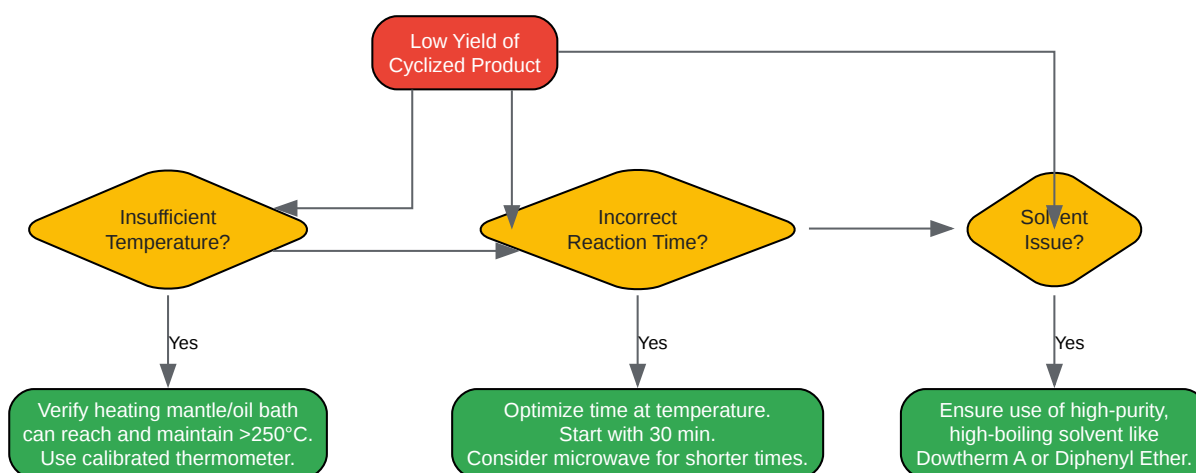 Low Yield of
Cyclized Product
Insufficient
Temperature?
Incorrect
Reaction Time?
Solvent
Issue?
Yes
Yes
Yes
Verify heating mantle/oil bath
can reach and maintain >250°C.
Use calibrated thermometer.
Optimize time at temperature.
Start with 30 min.
Consider microwave for shorter times.
Ensure use of high-purity,
high-boiling solvent like
Dowtherm A or Diphenyl Ether.